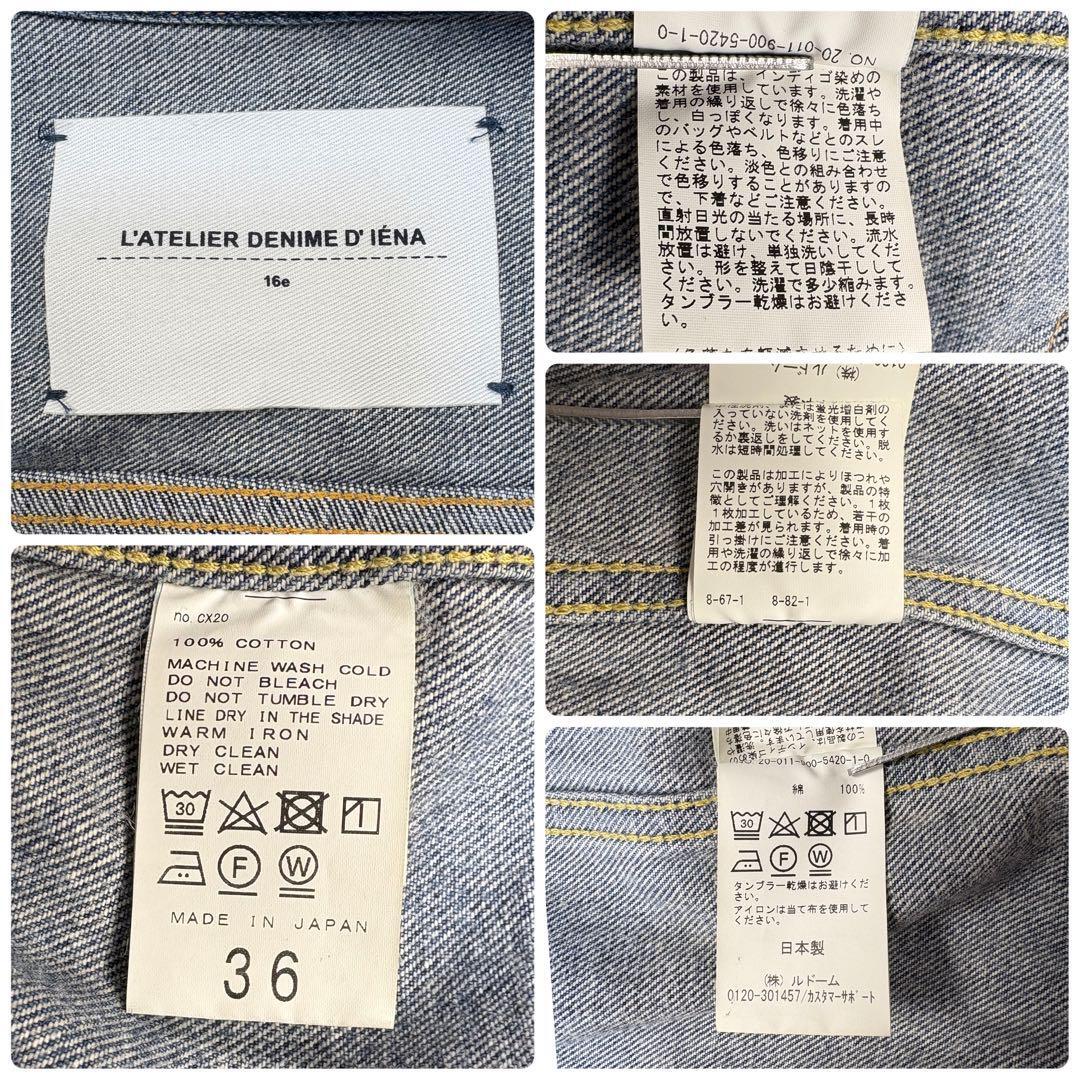 L'ATELIER DENIME D' IÉNA
16e
no. cx20
100% COTTON
MACHINE WASH COLD
DO NOT BLEACH
DO NOT TUMBLE DRY
LINE DRY IN THE SHADE
WARM IRON
DRY CLEAN
WET CLEAN
30
F
W
MADE IN JAPAN
36
NO. 20-011-900-5420-1-0
この製品は、インディゴ染めの
素材を使用しています。洗濯や
着用の繰り返しで徐々に色落ち
し、白っぽくなります。着用中
のバッグやベルトなどとのスレ
による色落ち、色移りにご注意
ください。淡色との組み合わせ
で色移りすることがありますの
で、下着などご注意ください。
直射日光の当たる場所に、長時
間放置しないでください。流水
放置は避け、単独洗いしてくだ
さい。形を整えて日陰干しして
ください。洗濯で多少縮みます。
タンブラー乾燥はお避けくださ
い。
(株) ルドーム
蛍光増白剤の
入っていない洗剤を使用してく
ださい。洗いはネットを使用す
るか裏返しをしてください。脱
水は短時間処理してください。
この製品は加工によりほつれや
穴開きがありますが、製品の特
徴としてご理解ください。1枚
1枚加工しているため、若干の
加工差が見られます。着用時の
引っ掛けにご注意ください。着
用や洗濯の繰り返しで徐々に加
工の程度が進行します。
8-67-1 8-82-1
綿 100%
30
F
W
タンブラー乾燥はお避けくだ
さい。
アイロンは当て布を使用して
ください。
日本製
(株) ルドーム
0120-301457/カスタマーサポート